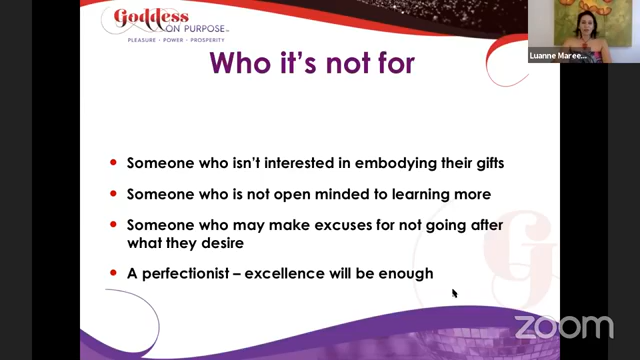 Goddess
ON PURPOSE™
PLEASURE • POWER • PROSPERITY
Luanne Maree...
Who it's not for
• Someone who isn't interested in embodying their gifts
• Someone who is not open minded to learning more
• Someone who may make excuses for not going after
what they desire
• A perfectionist – excellence will be enough
G
zoom